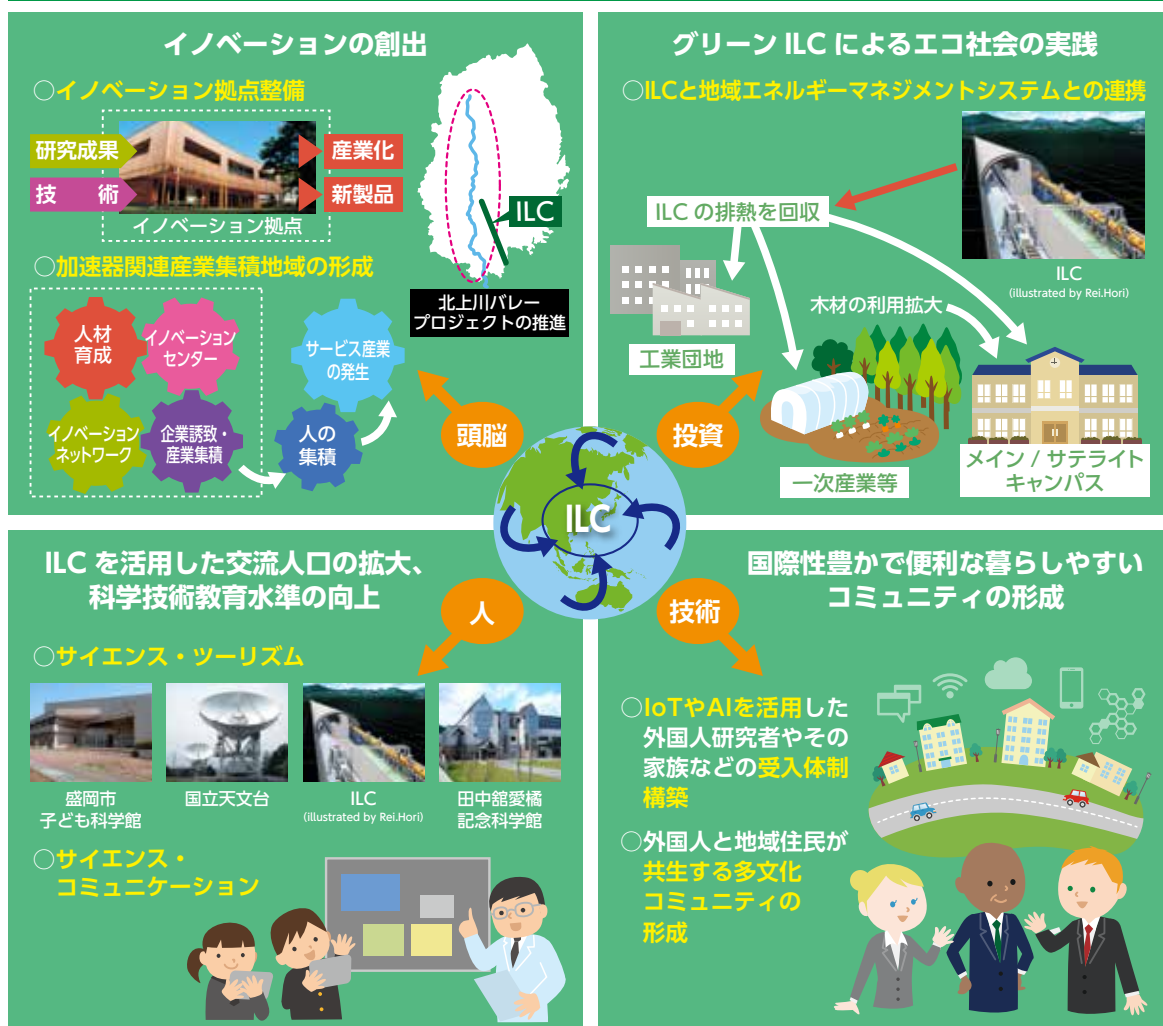 イノベーションの創出
○イノベーション拠点整備
研究成果
技　術
産業化
新製品
イノベーション拠点
ILC
北上川バレー
プロジェクトの推進
○加速器関連産業集積地域の形成
人材
育成
イノベーション
センター
イノベーション
ネットワーク
企業誘致・
産業集積
人の
集積
サービス産業
の発生
頭脳
グリーン ILC によるエコ社会の実践
○ILCと地域エネルギーマネジメントシステムとの連携
ILC の排熱を回収
ILC
(illustrated by Rei.Hori)
木材の利用拡大
工業団地
一次産業等
メイン / サテライト
キャンパス
投資
ILC
ILC を活用した交流人口の拡大、
科学技術教育水準の向上
人
○サイエンス・ツーリズム
盛岡市
子ども科学館
国立天文台
ILC
(illustrated by Rei.Hori)
田中舘愛橘
記念科学館
○サイエンス・
コミュニケーション
国際性豊かで便利な暮らしやすい
コミュニティの形成
技術
○IoTやAIを活用した
外国人研究者やその
家族などの受入体制
構築
○外国人と地域住民が
共生する多文化
コミュニティの
形成